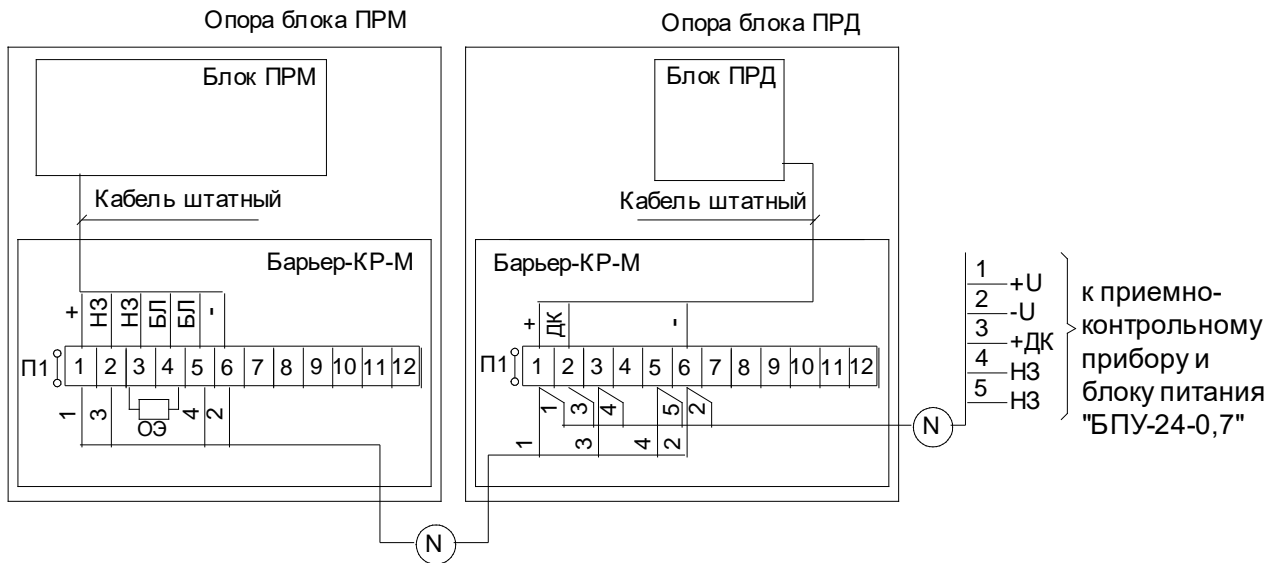 Опора блока ПРМ
Опора блока ПРД
Блок ПРМ
Блок ПРД
Кабель штатный
Кабель штатный
Барьер-КР-М
Барьер-КР-М
+ НЗ НЗ БЛ БЛ -
+ ДК -
П1 1 2 3 4 5 6 7 8 9 10 11 12
П1 1 2 3 4 5 6 7 8 9 10 11 12
1 3 ОЭ 4 2
1 3 4 5 2
1 3 4 2
N
N
1 +U
2 -U
3 +ДК
4 НЗ
5 НЗ
к приемно-
контрольному
прибору и
блоку питания
"БПУ-24-0,7"